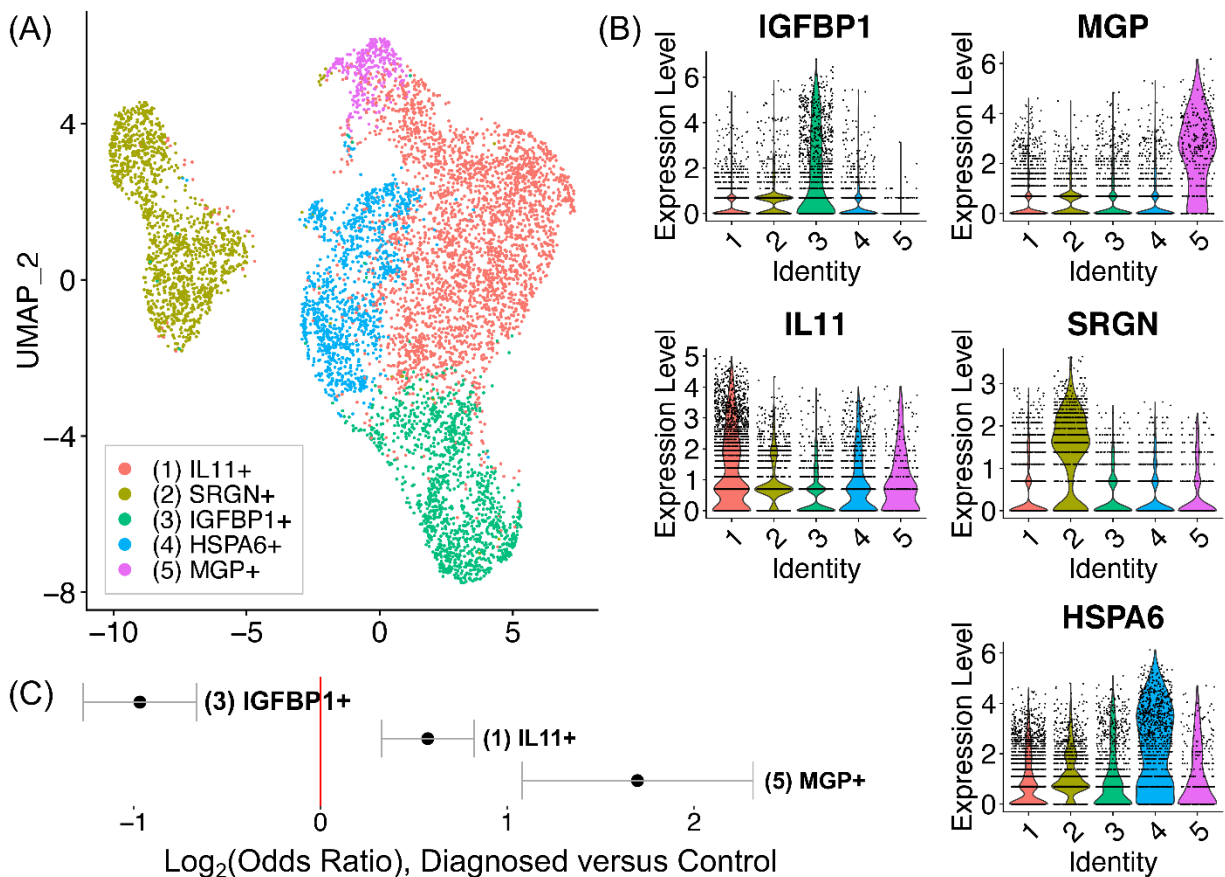 (A)
UMAP_2
4
0
−4
−8
−10
−5
0
5
(1) IL11+
(2) SRGN+
(3) IGFBP1+
(4) HSPA6+
(5) MGP+
(B)
IGFBP1
Expression Level
6
4
2
0
1 2 3 4 5
Identity
MGP
Expression Level
6
4
2
0
1 2 3 4 5
Identity
IL11
Expression Level
5
4
3
2
1
0
1 2 3 4 5
Identity
SRGN
Expression Level
3
2
1
0
1 2 3 4 5
Identity
HSPA6
Expression Level
6
4
2
0
1 2 3 4 5
Identity
(C)
(3) IGFBP1+
(1) IL11+
(5) MGP+
-1 0 1 2
Log₂(Odds Ratio), Diagnosed versus Control